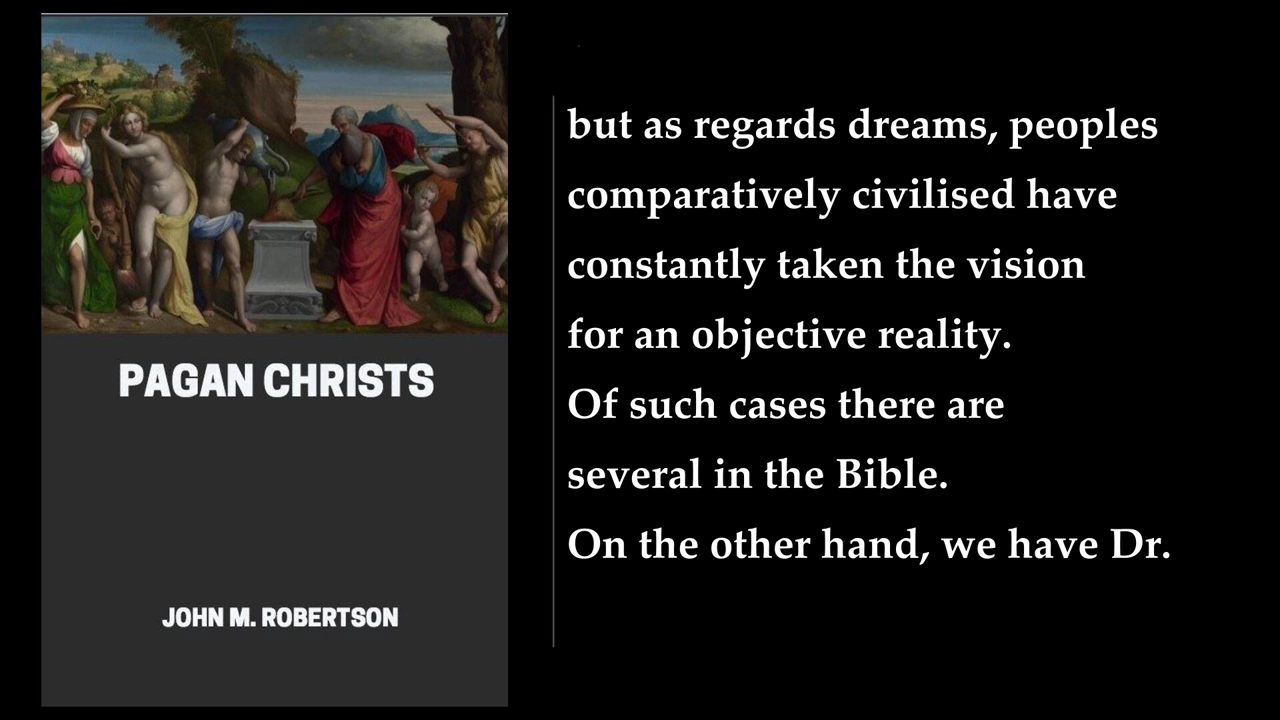 PAGAN CHRISTS
JOHN M. ROBERTSON
but as regards dreams, peoples
comparatively civilised have
constantly taken the vision
for an objective reality.
Of such cases there are
several in the Bible.
On the other hand, we have Dr.